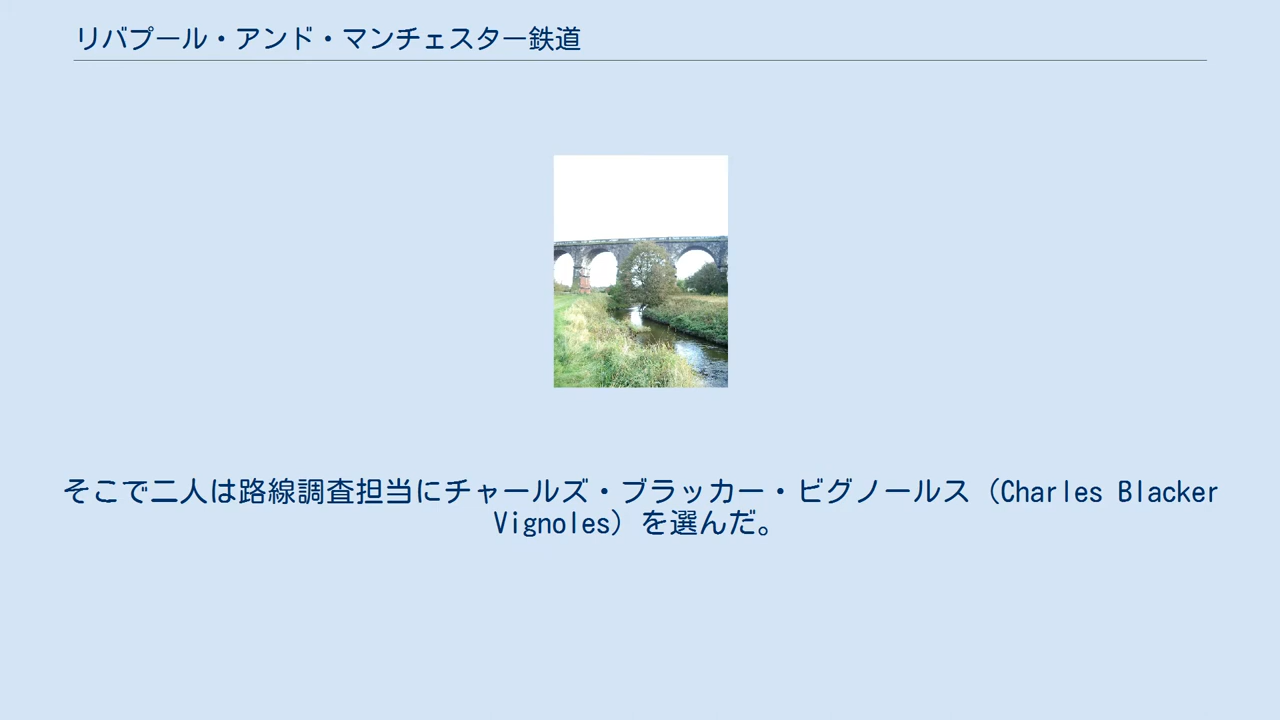 リバプール・アンド・マンチェスター鉄道
そこで二人は路線調査担当にチャールズ・ブラッカー・ビグノールス（Charles Blacker
Vignoles）を選んだ。